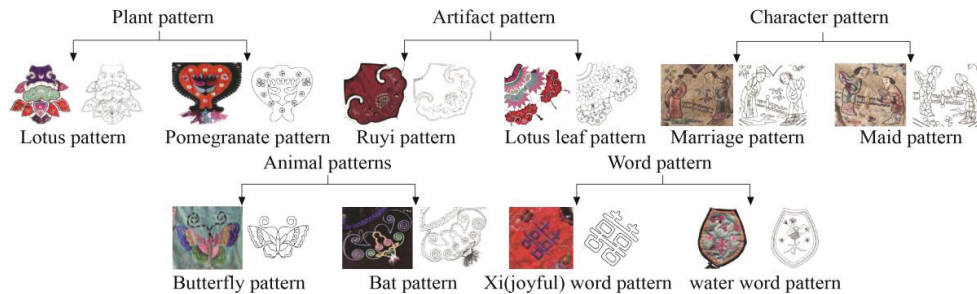 Plant pattern
Artifact pattern
Character pattern
Lotus pattern
Pomegranate pattern
Ruyi pattern
Lotus leaf pattern
Marriage pattern
Maid pattern
Animal patterns
Word pattern
Butterfly pattern
Bat pattern
Xi(joyful) word pattern
water word pattern